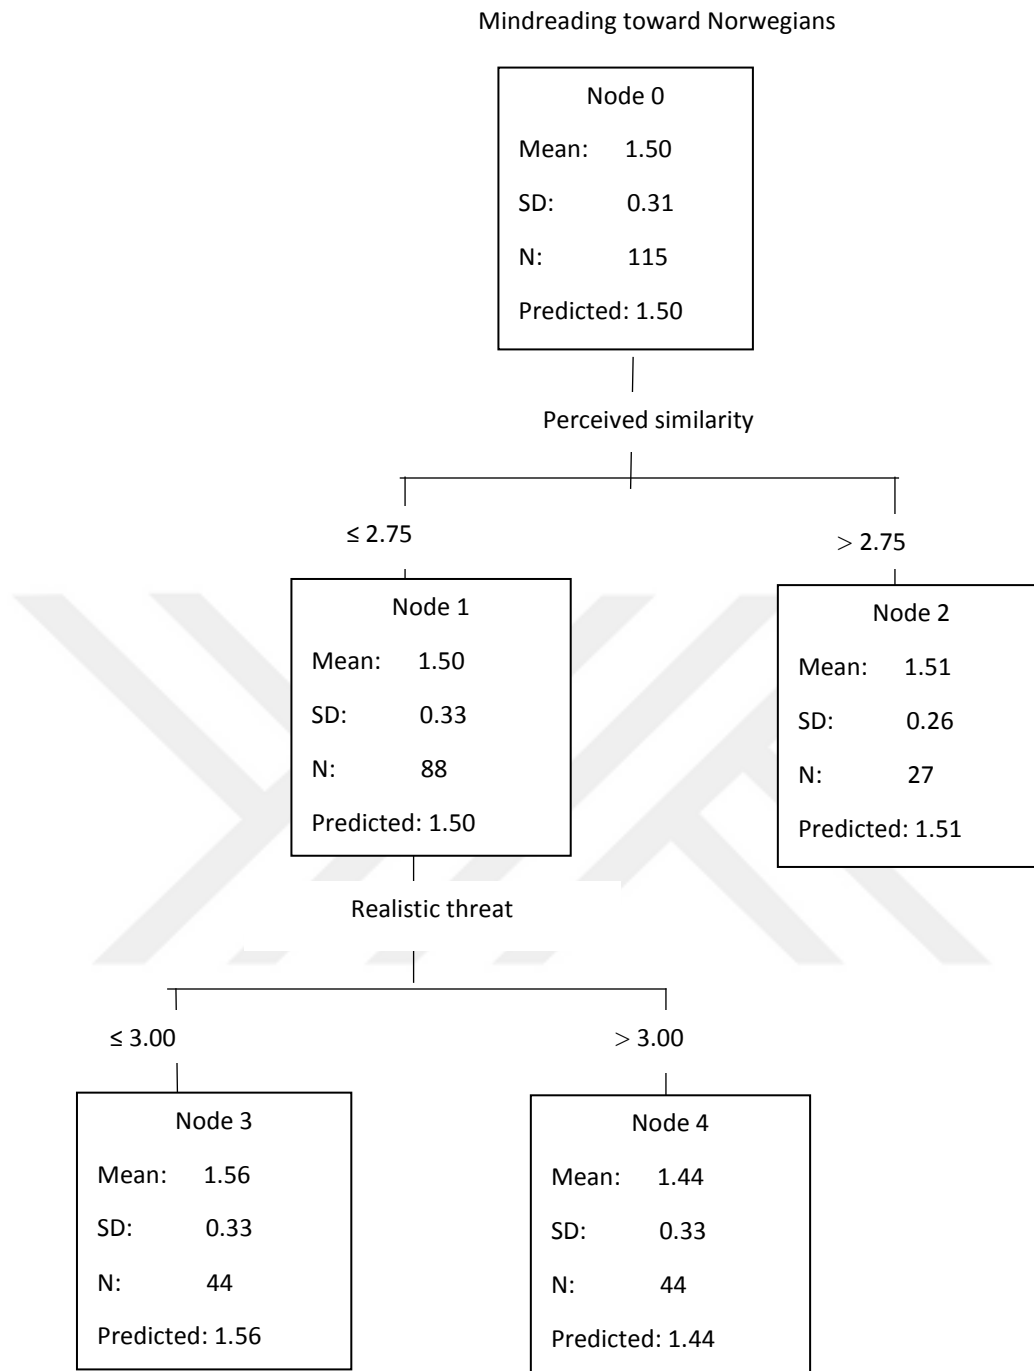 Mindreading toward Norwegians
Node 0
Mean: 1.50
SD: 0.31
N: 115
Predicted: 1.50
Perceived similarity
≤ 2.75
> 2.75
Node 1
Mean: 1.50
SD: 0.33
N: 88
Predicted: 1.50
Node 2
Mean: 1.51
SD: 0.26
N: 27
Predicted: 1.51
Realistic threat
≤ 3.00
> 3.00
Node 3
Mean: 1.56
SD: 0.33
N: 44
Predicted: 1.56
Node 4
Mean: 1.44
SD: 0.33
N: 44
Predicted: 1.44